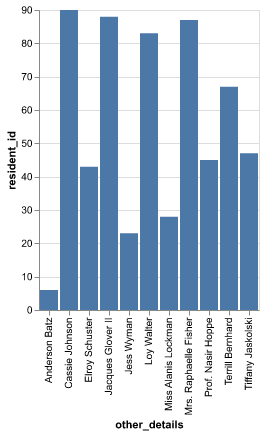 90
80
70
60
50
40
30
20
10
0
resident_id
Anderson Batz
Cassie Johnson
Elroy Schuster
Jacques Glover II
Jess Wyman
Loy Walter
Miss Alanis Lockman
Mrs. Raphaelle Fisher
Prof. Nasir Hoppe
Terrill Bernhard
Tiffany Jaskolski
other_details